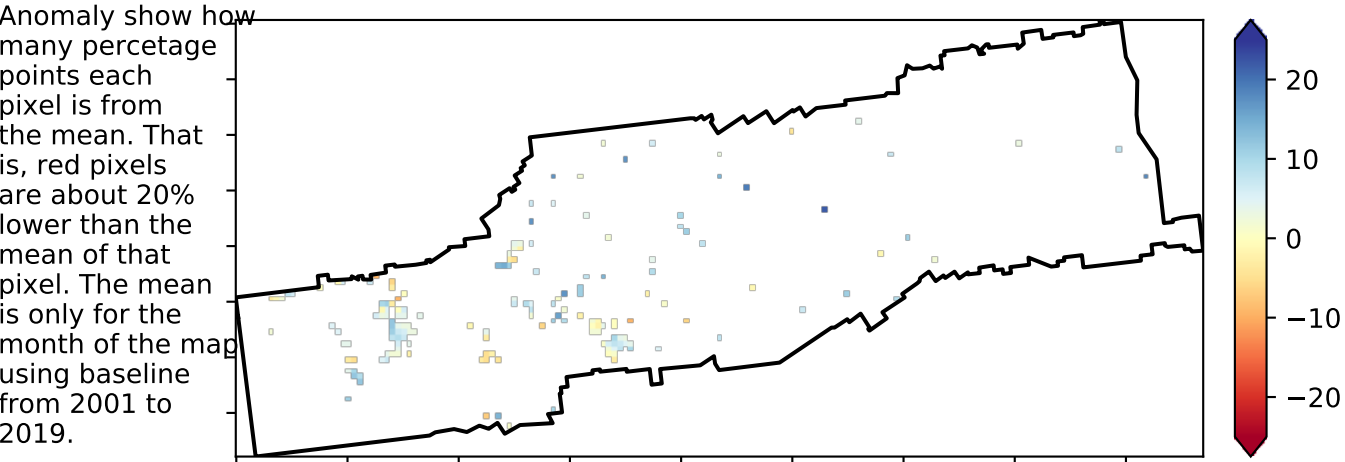 Anomaly show how
many percetage
points each
pixel is from
the mean. That
is, red pixels
are about 20%
lower than the
mean of that
pixel. The mean
is only for the
month of the map
using baseline
from 2001 to
2019.
20
10
0
−10
−20